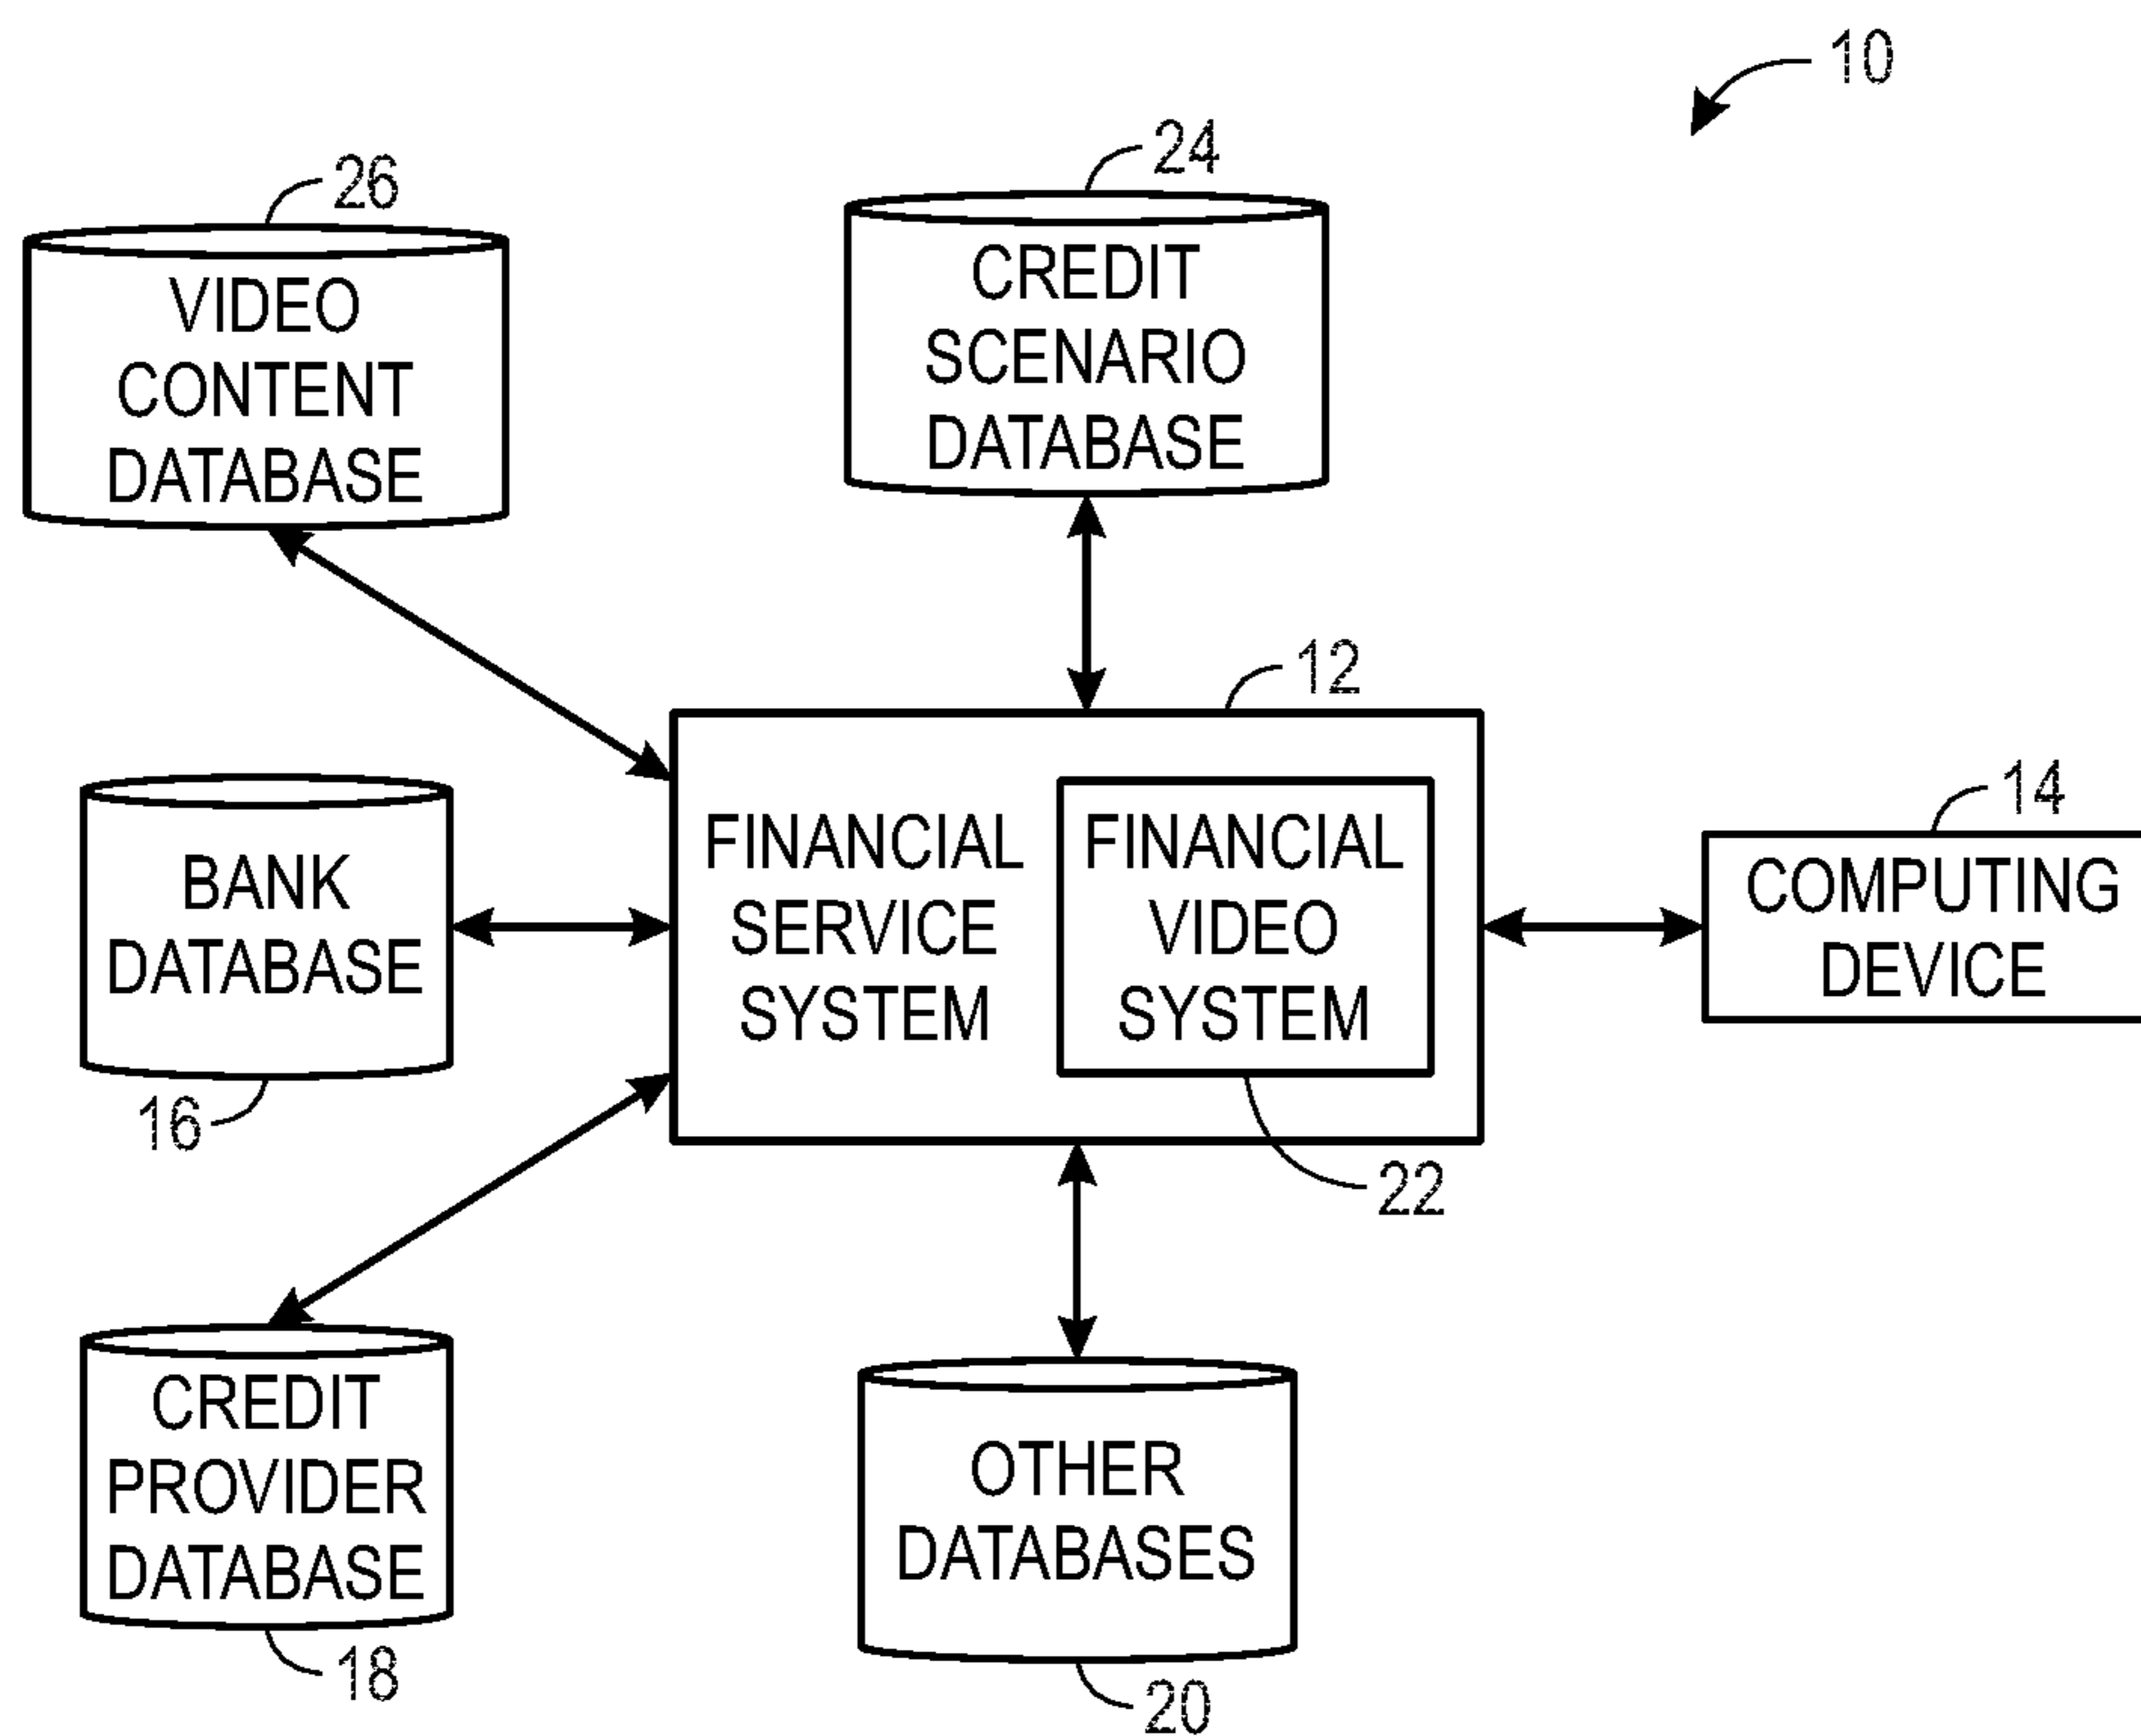 10
26
24
VIDEO
CONTENT
DATABASE
CREDIT
SCENARIO
DATABASE
12
14
BANK
DATABASE
16
FINANCIAL
SERVICE
SYSTEM
FINANCIAL
VIDEO
SYSTEM
22
COMPUTING
DEVICE
CREDIT
PROVIDER
DATABASE
18
OTHER
DATABASES
20